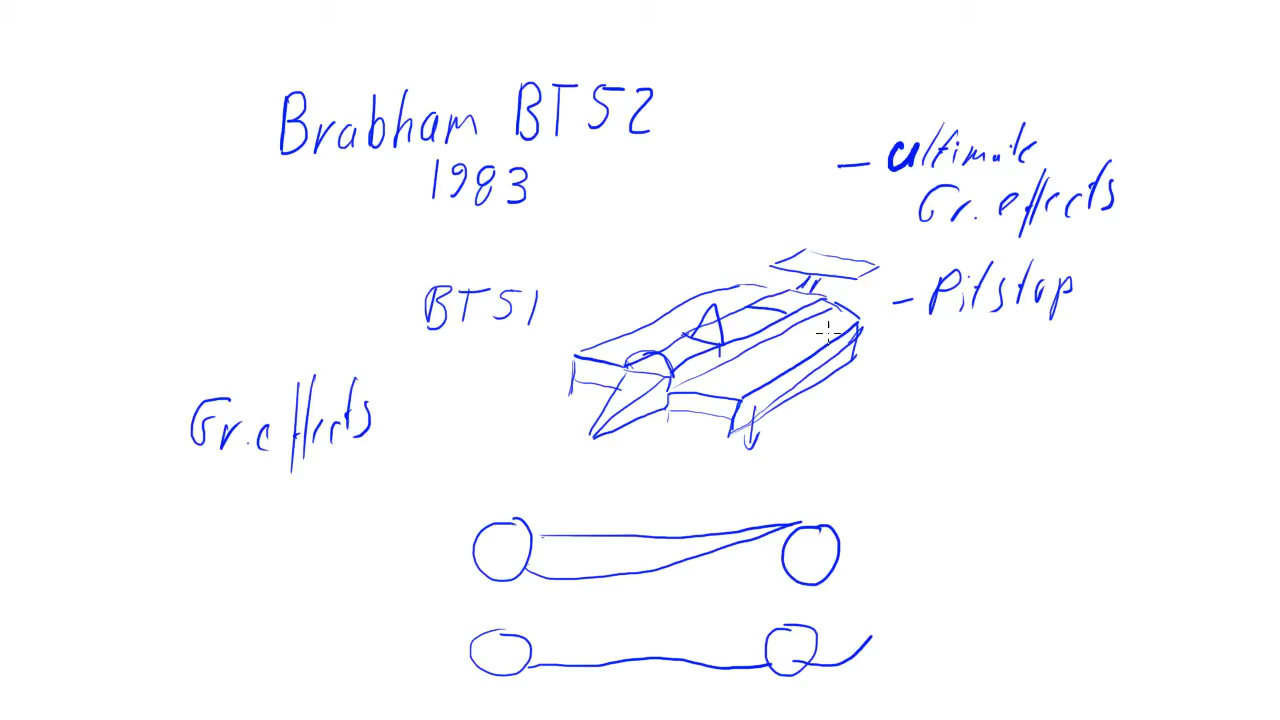 Brabham BT52
1983
- ultimate
Gr. effects
BT51
- Pitstop
Gr. effects